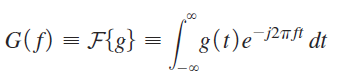 G(f) ≡ F{g} ≡ ∫_{-∞}^{∞} g(t)e^{-j2πft} dt